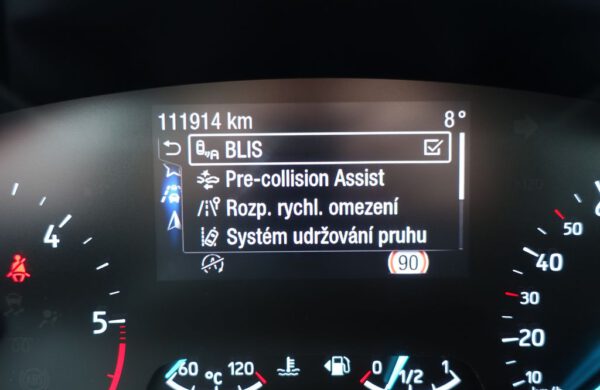 111914 km 8°
BLIS
Pre-collision Assist
Rozp. rychl. omezení
Systém udržování pruhu
90
4
5
60 °C 120
0 1/2 1
50
40
30
20
10